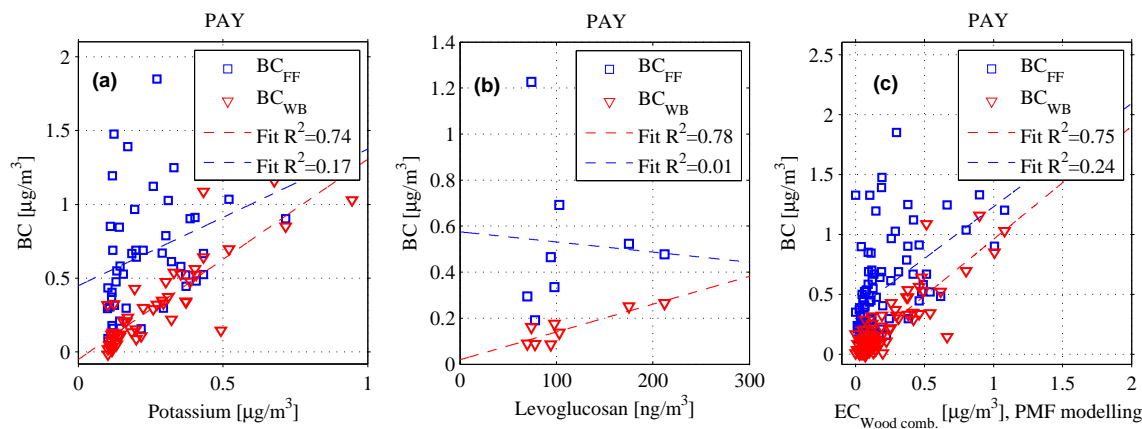 PAY
(a)
BC_FF
BC_WB
Fit R²=0.74
Fit R²=0.17
2
1.5
1
0.5
0
0
0.5
1
BC [µg/m³]
Potassium [µg/m³]
PAY
(b)
BC_FF
BC_WB
Fit R²=0.78
Fit R²=0.01
1.4
1.2
1
0.8
0.6
0.4
0.2
0
0
100
200
300
BC [µg/m³]
Levoglucosan [ng/m³]
PAY
(c)
BC_FF
BC_WB
Fit R²=0.75
Fit R²=0.24
2.5
2
1.5
1
0.5
0
0
0.5
1
1.5
2
BC [µg/m³]
EC_Wood comb. [µg/m³], PMF modelling